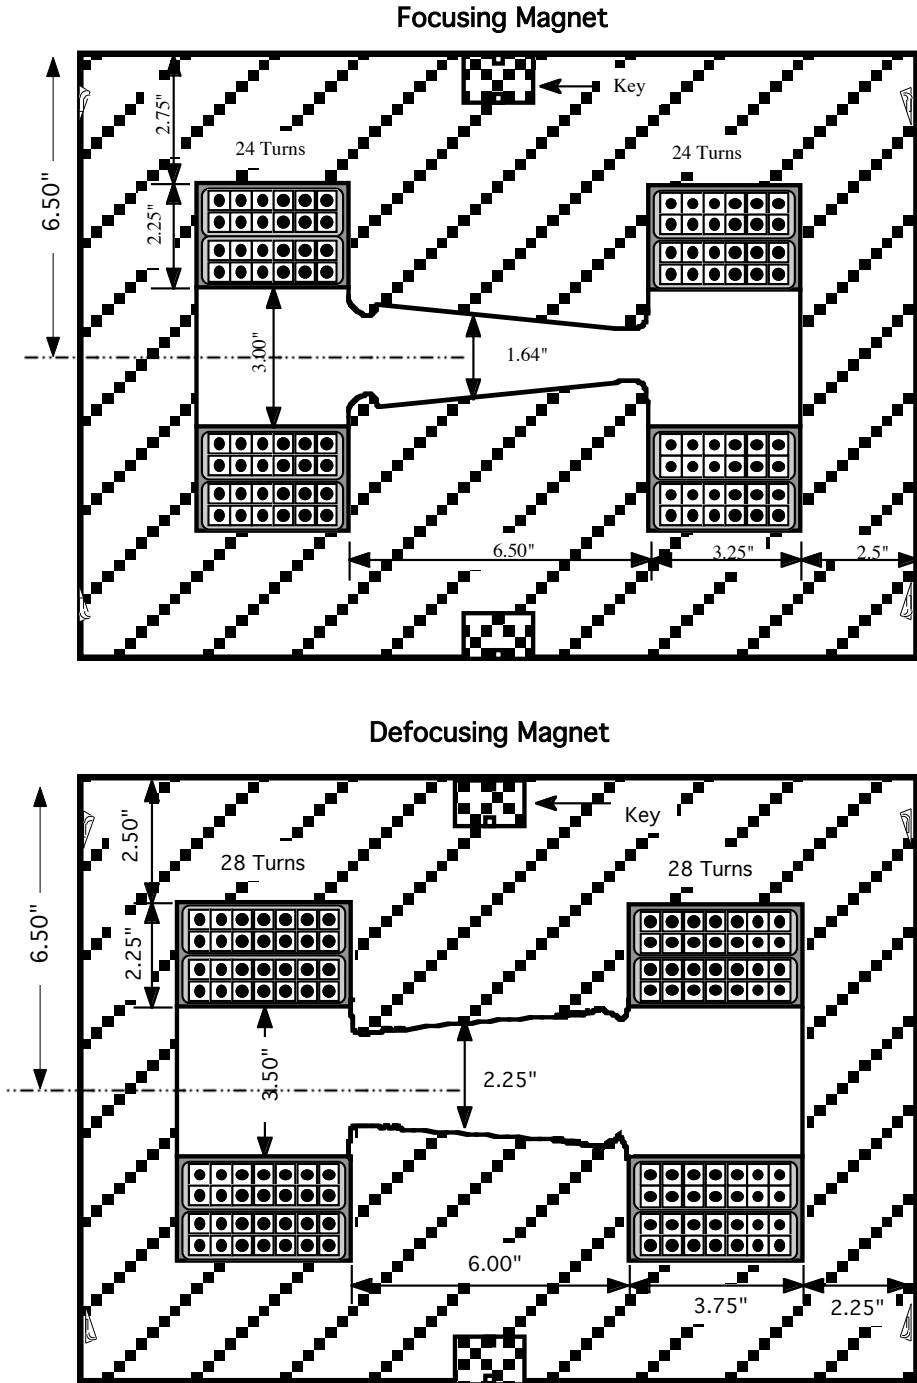 Focusing Magnet
Key
2.75"
24 Turns
24 Turns
6.50"
2.25"
3.00"
1.64"
6.50"
3.25"
2.5"
Defocusing Magnet
Key
2.50"
28 Turns
28 Turns
6.50"
2.25"
3.50"
2.25"
6.00"
3.75"
2.25"